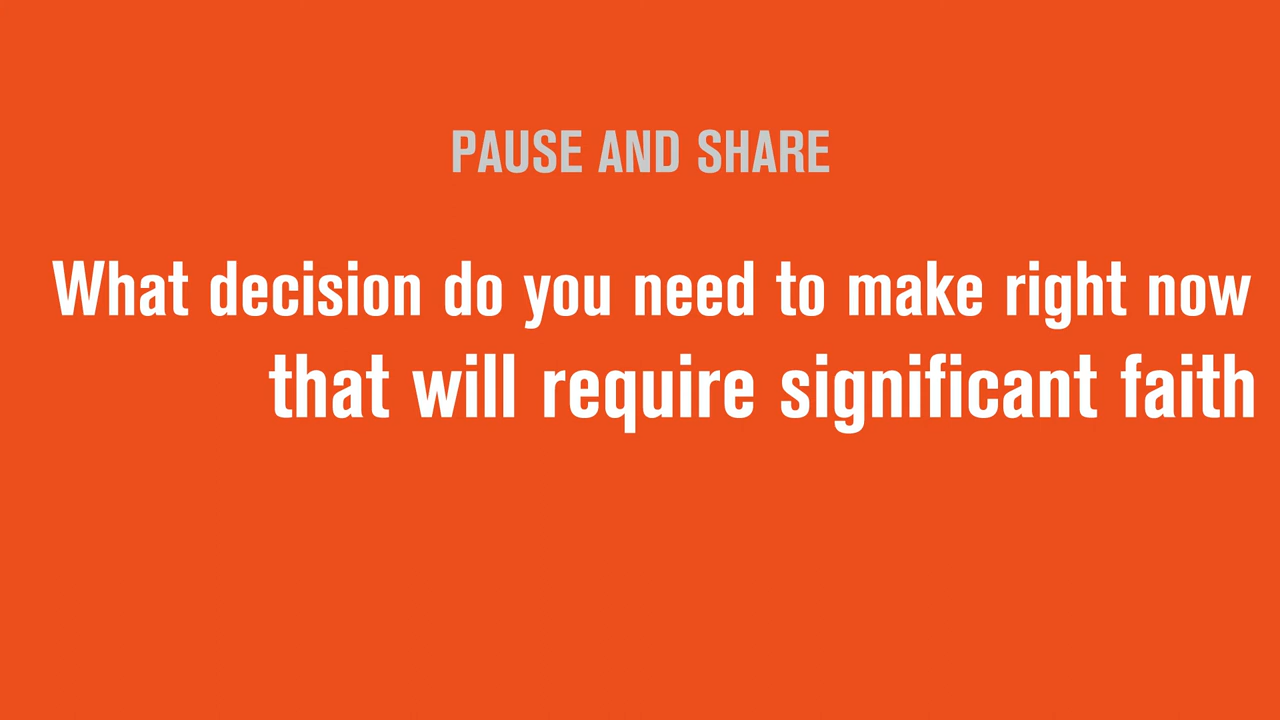 PAUSE AND SHARE
What decision do you need to make right now
that will require significant faith